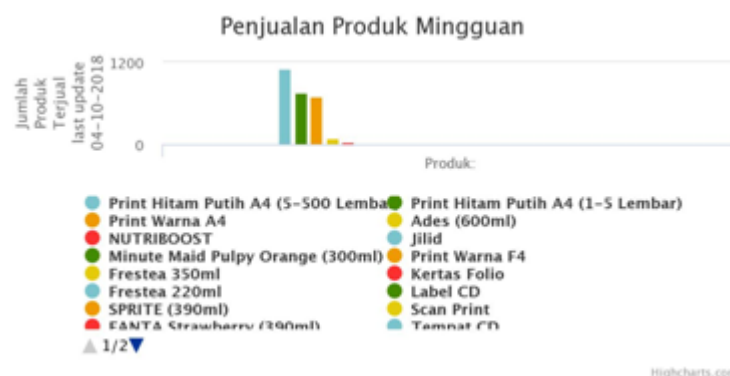 Penjualan Produk Mingguan
Jumlah
Produk
Terjual
last update
04-10-2018
1200
0
Produk:
Print Hitam Putih A4 (5-500 Lemba
Print Hitam Putih A4 (1-5 Lembar)
Print Warna A4
Ades (600ml)
NUTRIBOOST
Jilid
Minute Maid Pulpy Orange (300ml)
Print Warna F4
Frestea 350ml
Kertas Folio
Frestea 220ml
Label CD
SPRITE (390ml)
Scan Print
FANTA Strawberry (390ml)
Tempat CD
1/2
Highcharts.com